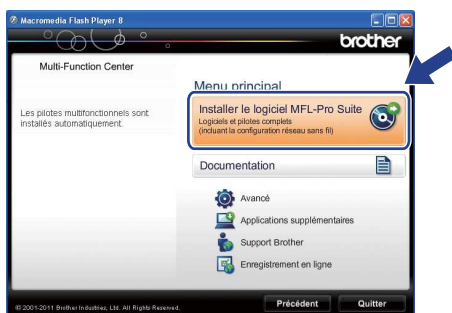 Macromedia Flash Player 8
brother
Multi-Function Center
Les pilotes multifonctionnels sont
installés automatiquement.
Menu principal
Installer le logiciel MFL-Pro Suite
Logiciels et pilotes complets
(incluant la configuration réseau sans fil)
Documentation
Avancé
Applications supplémentaires
Support Brother
Enregistrement en ligne
© 2001-2011 Brother Industries, Ltd. All Rights Reserved.
Précédent
Quitter